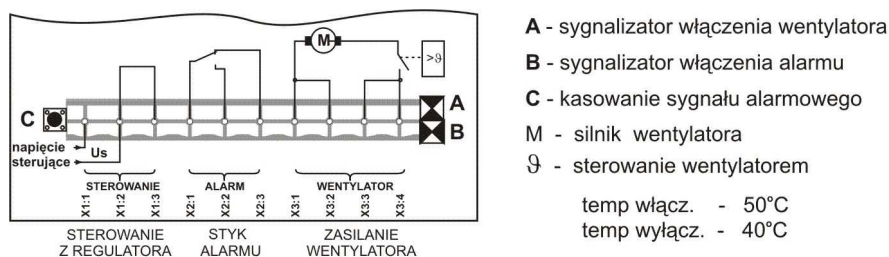 M
>ϑ
A
B
C
napięcie
sterujące
Us
STEROWANIE
ALARM
WENTYLATOR
X1:1
X1:2
X1:3
X2:1
X2:2
X2:3
X3:1
X3:2
X3:3
X3:4
STEROWANIE
Z REGULATORA
STYK
ALARMU
ZASILANIE
WENTYLATORA
A - sygnalizator włączenia wentylatora
B - sygnalizator włączenia alarmu
C - kasowanie sygnału alarmowego
M - silnik wentylatora
ϑ - sterowanie wentylatorem
temp włącz. - 50°C
temp wyłącz. - 40°C